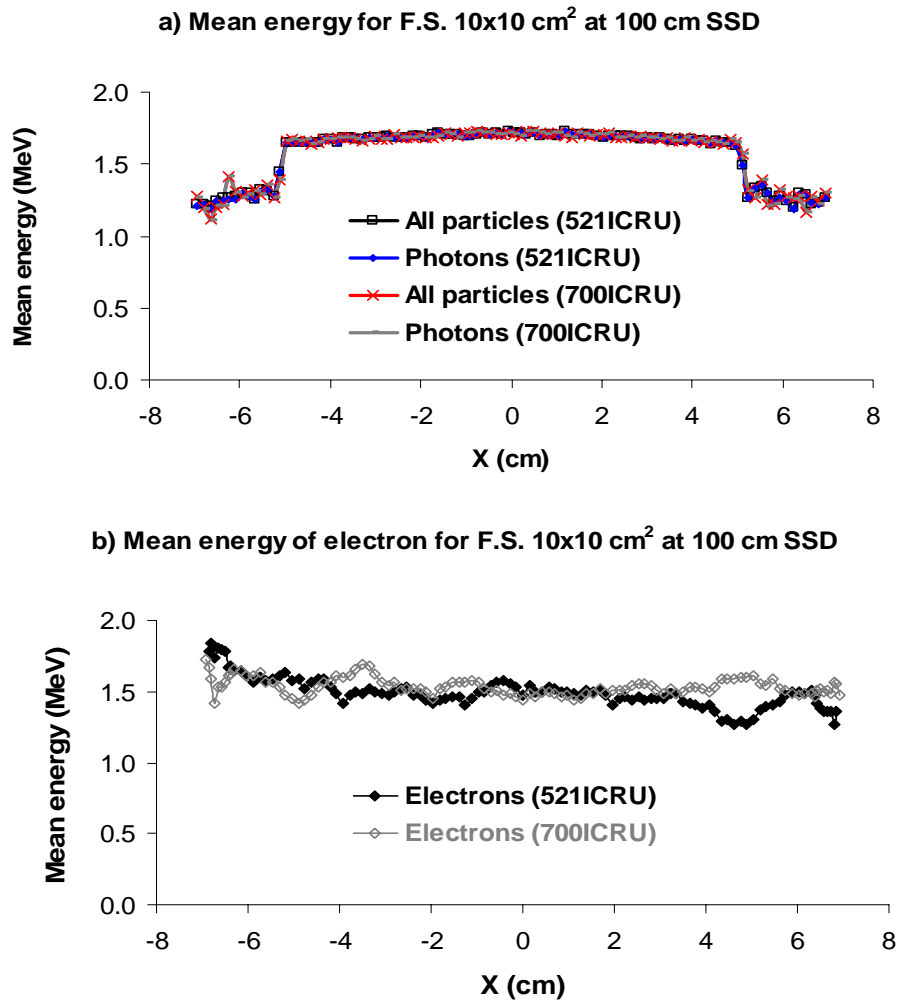 a) Mean energy for F.S. 10x10 cm² at 100 cm SSD
Mean energy (MeV)
2.0
1.5
1.0
0.5
0.0
All particles (521ICRU)
Photons (521ICRU)
All particles (700ICRU)
Photons (700ICRU)
-8 -6 -4 -2 0 2 4 6 8
X (cm)
b) Mean energy of electron for F.S. 10x10 cm² at 100 cm SSD
Mean energy (MeV)
2.0
1.5
1.0
0.5
0.0
Electrons (521ICRU)
Electrons (700ICRU)
-8 -6 -4 -2 0 2 4 6 8
X (cm)